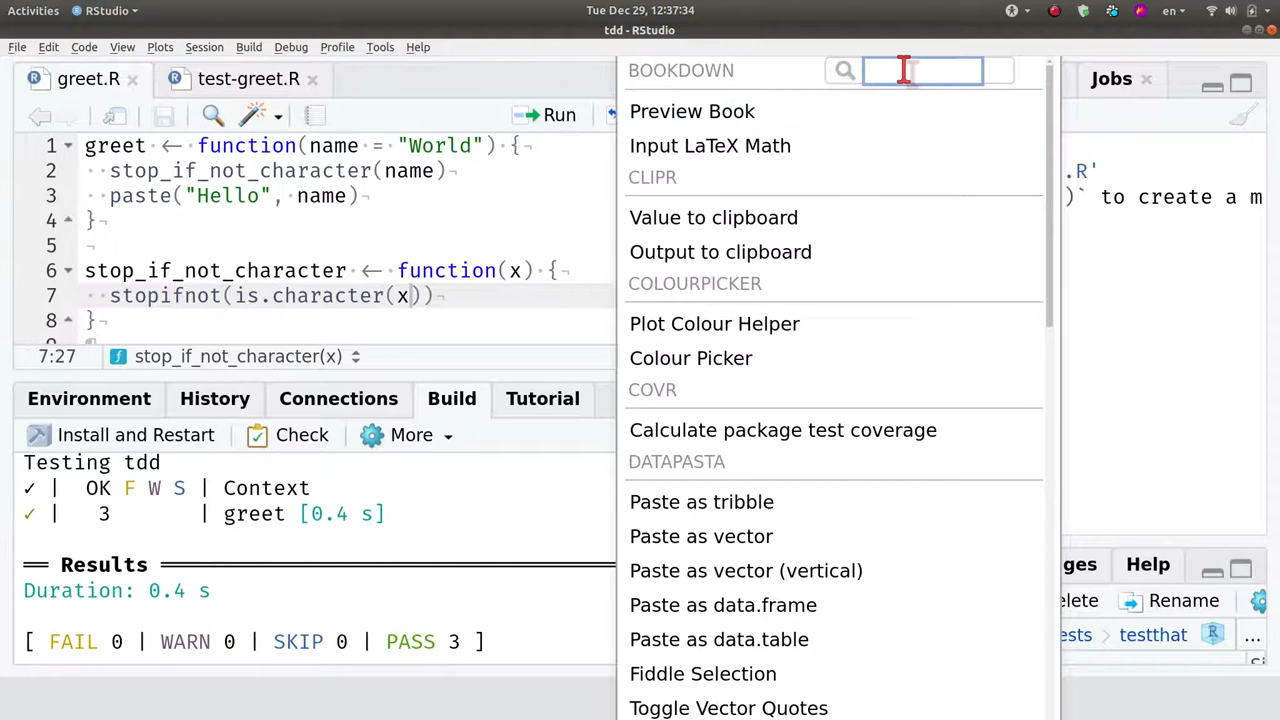 Activities RStudio Tue Dec 29, 12:37:34 en
tdd - RStudio
File Edit Code View Plots Session Build Debug Profile Tools Help
greet.R test-greet.R
Run
1 greet <- function(name = "World") {
2 stop_if_not_character(name)
3 paste("Hello", name)
4 }
5
6 stop_if_not_character <- function(x) {
7 stopifnot(is.character(x))
8 }
7:27 stop_if_not_character(x)
Environment History Connections Build Tutorial
Install and Restart Check More
Testing tdd
✓ | OK F W S | Context
✓ | 3 | greet [0.4 s]
══ Results ══
Duration: 0.4 s
[ FAIL 0 | WARN 0 | SKIP 0 | PASS 3 ]
BOOKDOWN
Preview Book
Input LaTeX Math
CLIPR
Value to clipboard
Output to clipboard
COLOURPICKER
Plot Colour Helper
Colour Picker
COVR
Calculate package test coverage
DATAPASTA
Paste as tribble
Paste as vector
Paste as vector (vertical)
Paste as data.frame
Paste as data.table
Fiddle Selection
Toggle Vector Quotes
Jobs
.R'
)` to create a m
ges Help
elete Rename
ests testthat ...